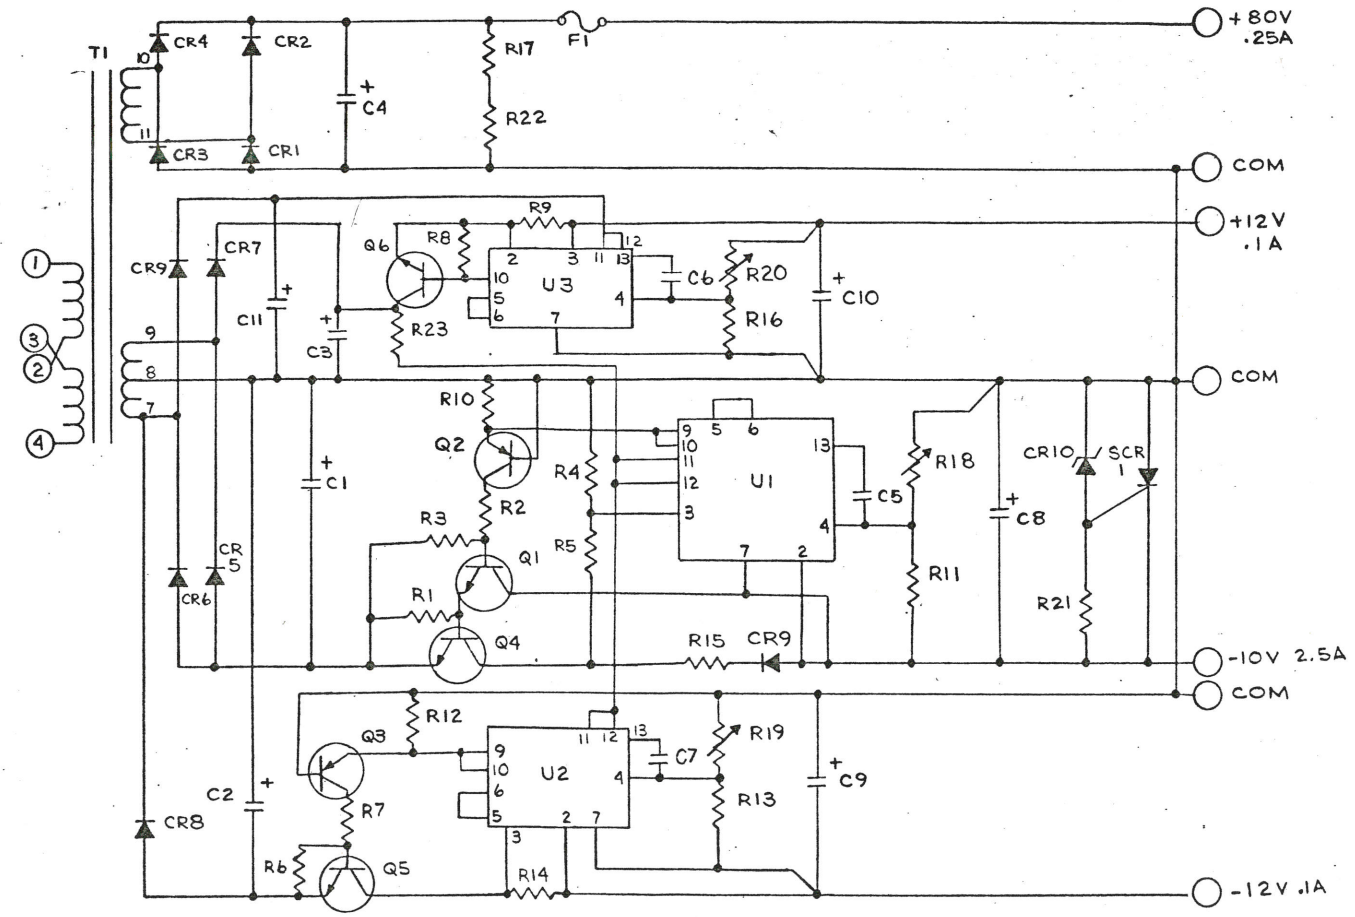 T1
10
11
CR4
CR2
CR3
CR1
+
C4
R17
R22
F1
+80V
.25A
COM
1
3
2
4
9
8
7
CR9
CR7
C11
+
+
C3
Q6
R8
R9
R23
2
3
11
12
13
10
5
6
U3
4
7
C6
R20
R16
+
C10
+12V
.1A
COM
R10
Q2
R4
R2
R3
Q1
R5
R1
Q4
+
C1
CR
5
CR6
5
6
9
10
11
12
3
13
U1
4
7
2
C5
R18
R11
+
C8
CR10
SCR
1
R21
R15
CR9
-10V 2.5A
COM
Q3
R12
R7
R6
Q5
C2
+
CR8
11
12
13
9
10
6
5
U2
4
3
2
7
C7
R19
R13
R14
+
C9
-12V .1A